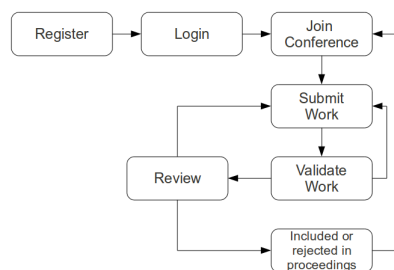 Register
Login
Join
Conference
Submit
Work
Review
Validate
Work
Included or
rejected in
proceedings